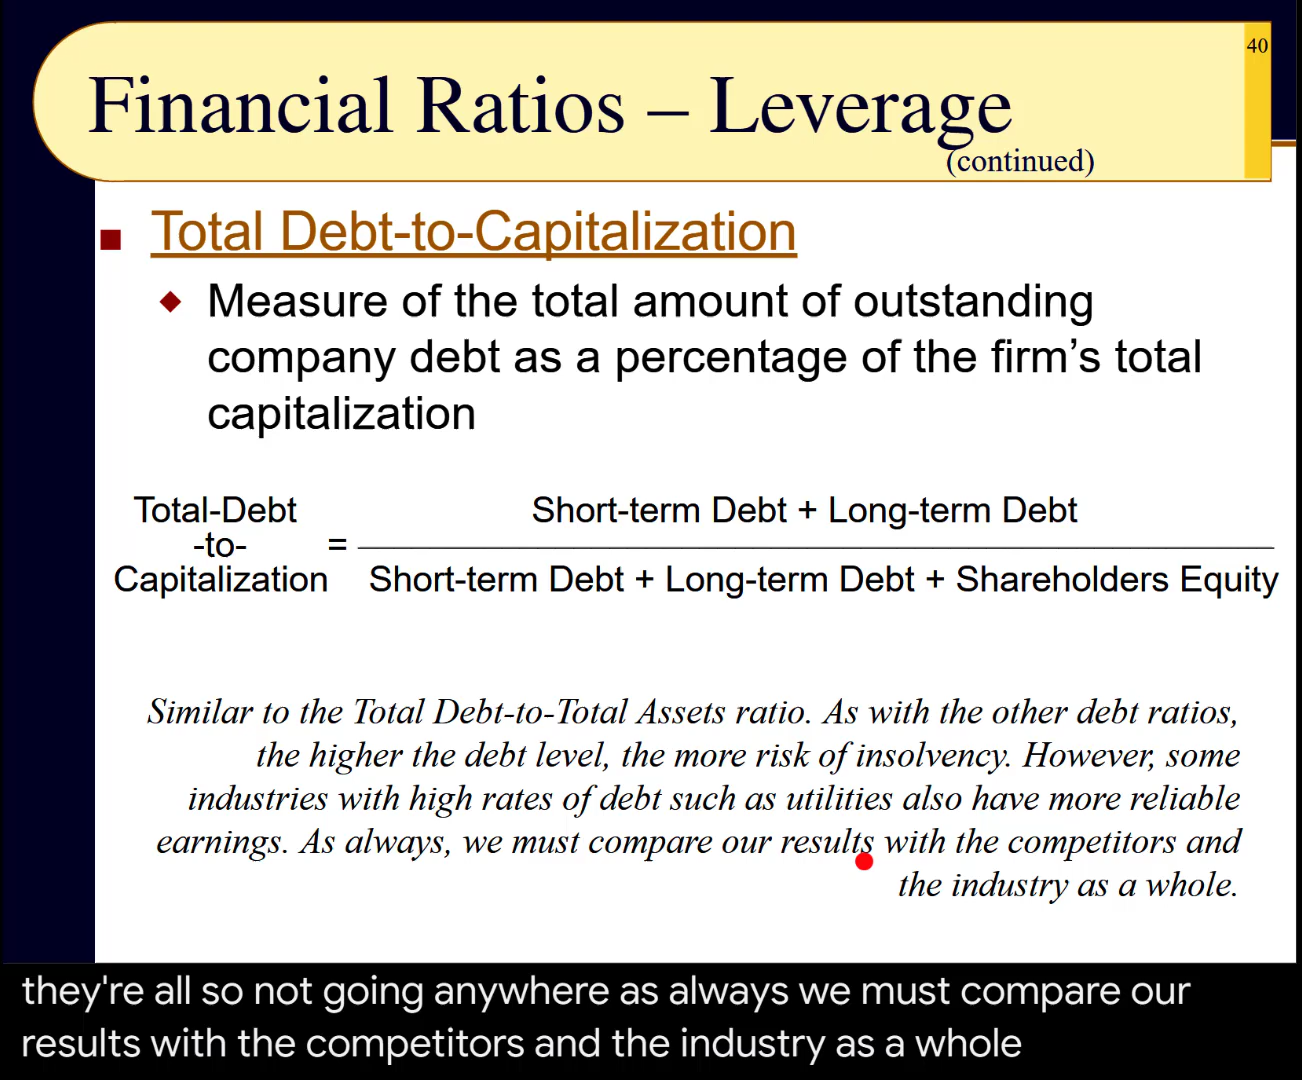 40
Financial Ratios – Leverage
(continued)
Total Debt-to-Capitalization
Measure of the total amount of outstanding
company debt as a percentage of the firm’s total
capitalization
Total-Debt
-to-
Capitalization
=
Short-term Debt + Long-term Debt
Short-term Debt + Long-term Debt + Shareholders Equity
Similar to the Total Debt-to-Total Assets ratio. As with the other debt ratios,
the higher the debt level, the more risk of insolvency. However, some
industries with high rates of debt such as utilities also have more reliable
earnings. As always, we must compare our results with the competitors and
the industry as a whole.
they're all so not going anywhere as always we must compare our
results with the competitors and the industry as a whole